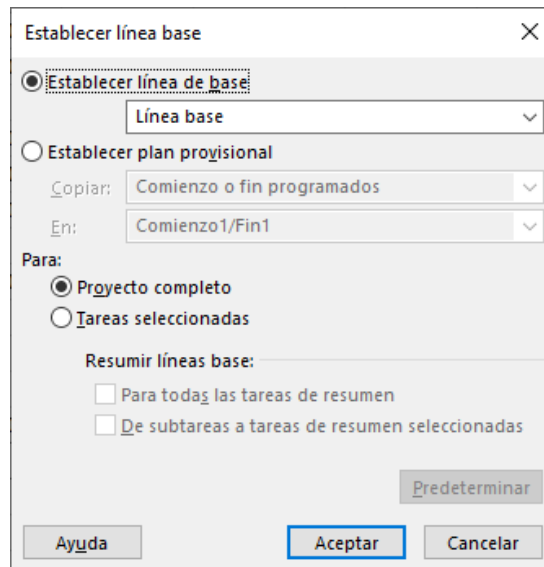 Establecer línea base
Establecer línea de base
Línea base
Establecer plan provisional
Copiar: Comienzo o fin programados
En: Comienzo1/Fin1
Para:
Proyecto completo
Tareas seleccionadas
Resumir líneas base:
Para todas las tareas de resumen
De subtareas a tareas de resumen seleccionadas
Predeterminar
Ayuda Aceptar Cancelar